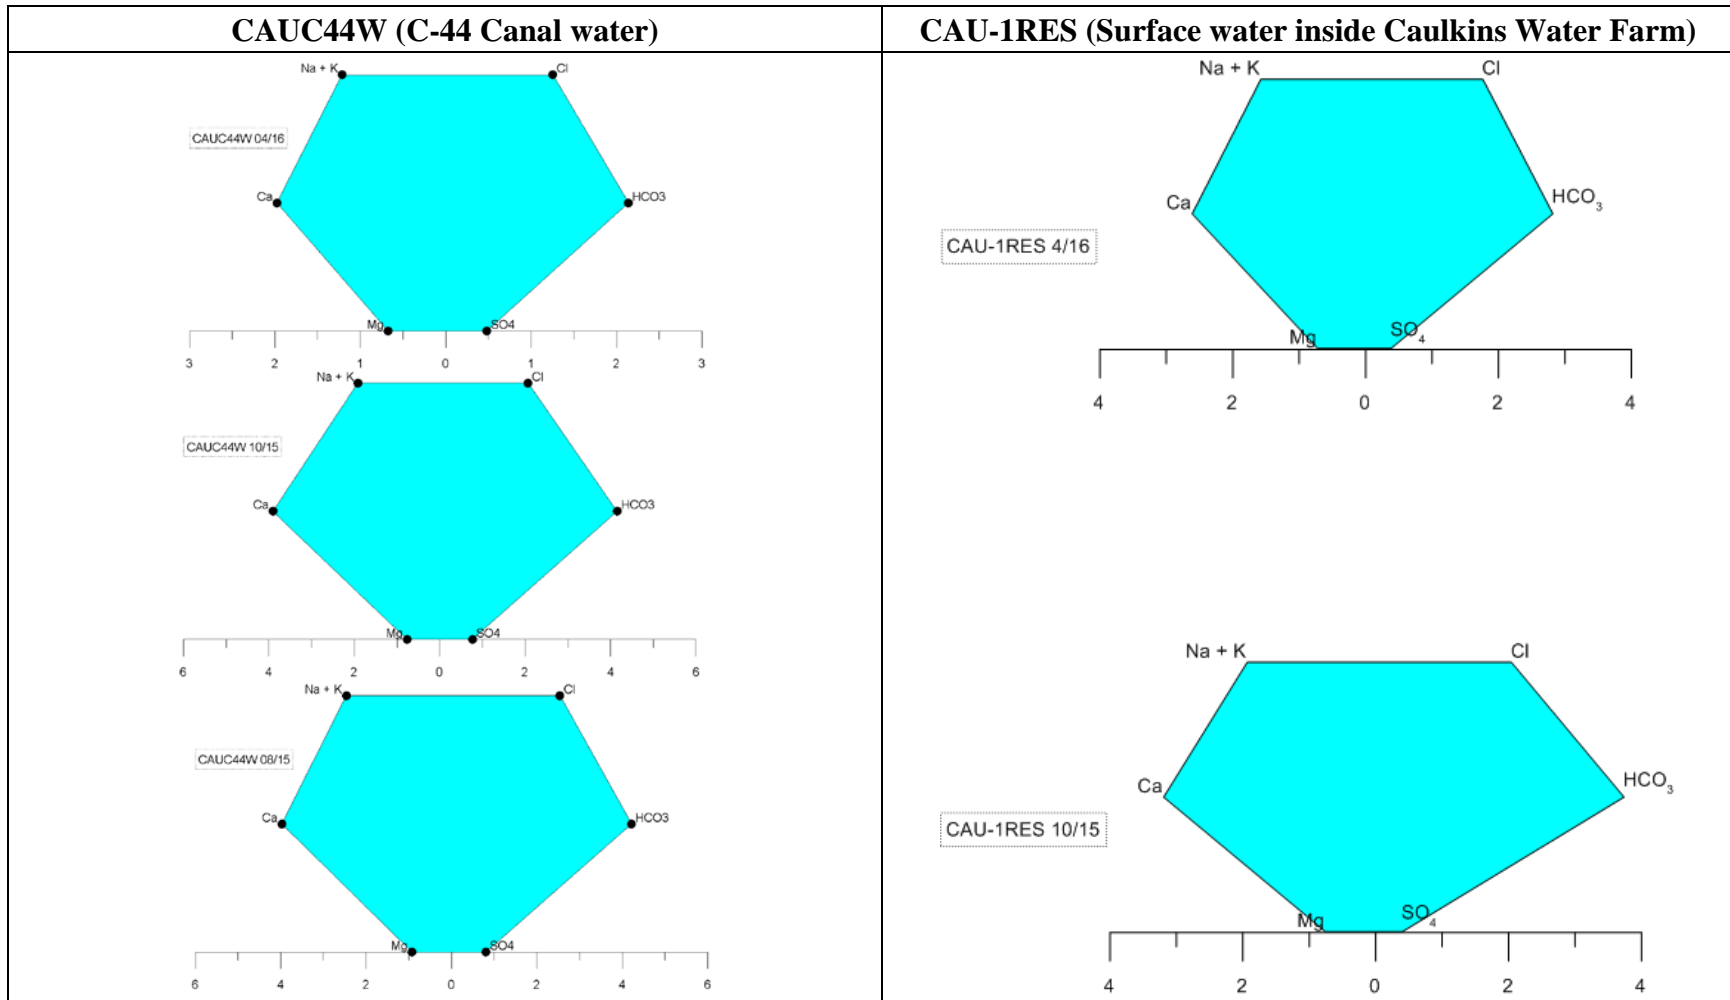 CAUC44W (C-44 Canal water)
CAU-1RES (Surface water inside Caulkins Water Farm)
Na + K Cl
CAUC44W 04/16
Ca HCO3
Mg SO4
3 2 1 0 1 2 3
Na + K Cl
CAUC44W 10/15
Ca HCO3
Mg SO4
6 4 2 0 2 4 6
Na + K Cl
CAUC44W 08/15
Ca HCO3
Mg SO4
6 4 2 0 2 4 6
Na + K Cl
Ca HCO₃
CAU-1RES 4/16
Mg SO₄
4 2 0 2 4
Na + K Cl
Ca HCO₃
CAU-1RES 10/15
Mg SO₄
4 2 0 2 4